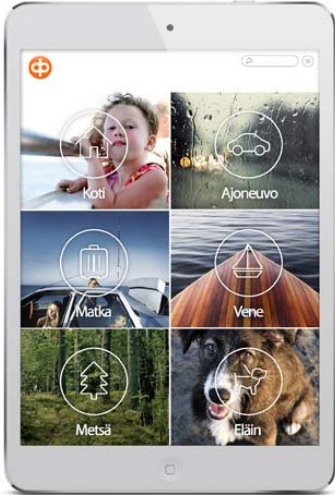 Koti
Ajoneuvo
Matka
Vene
Metsä
Eläin